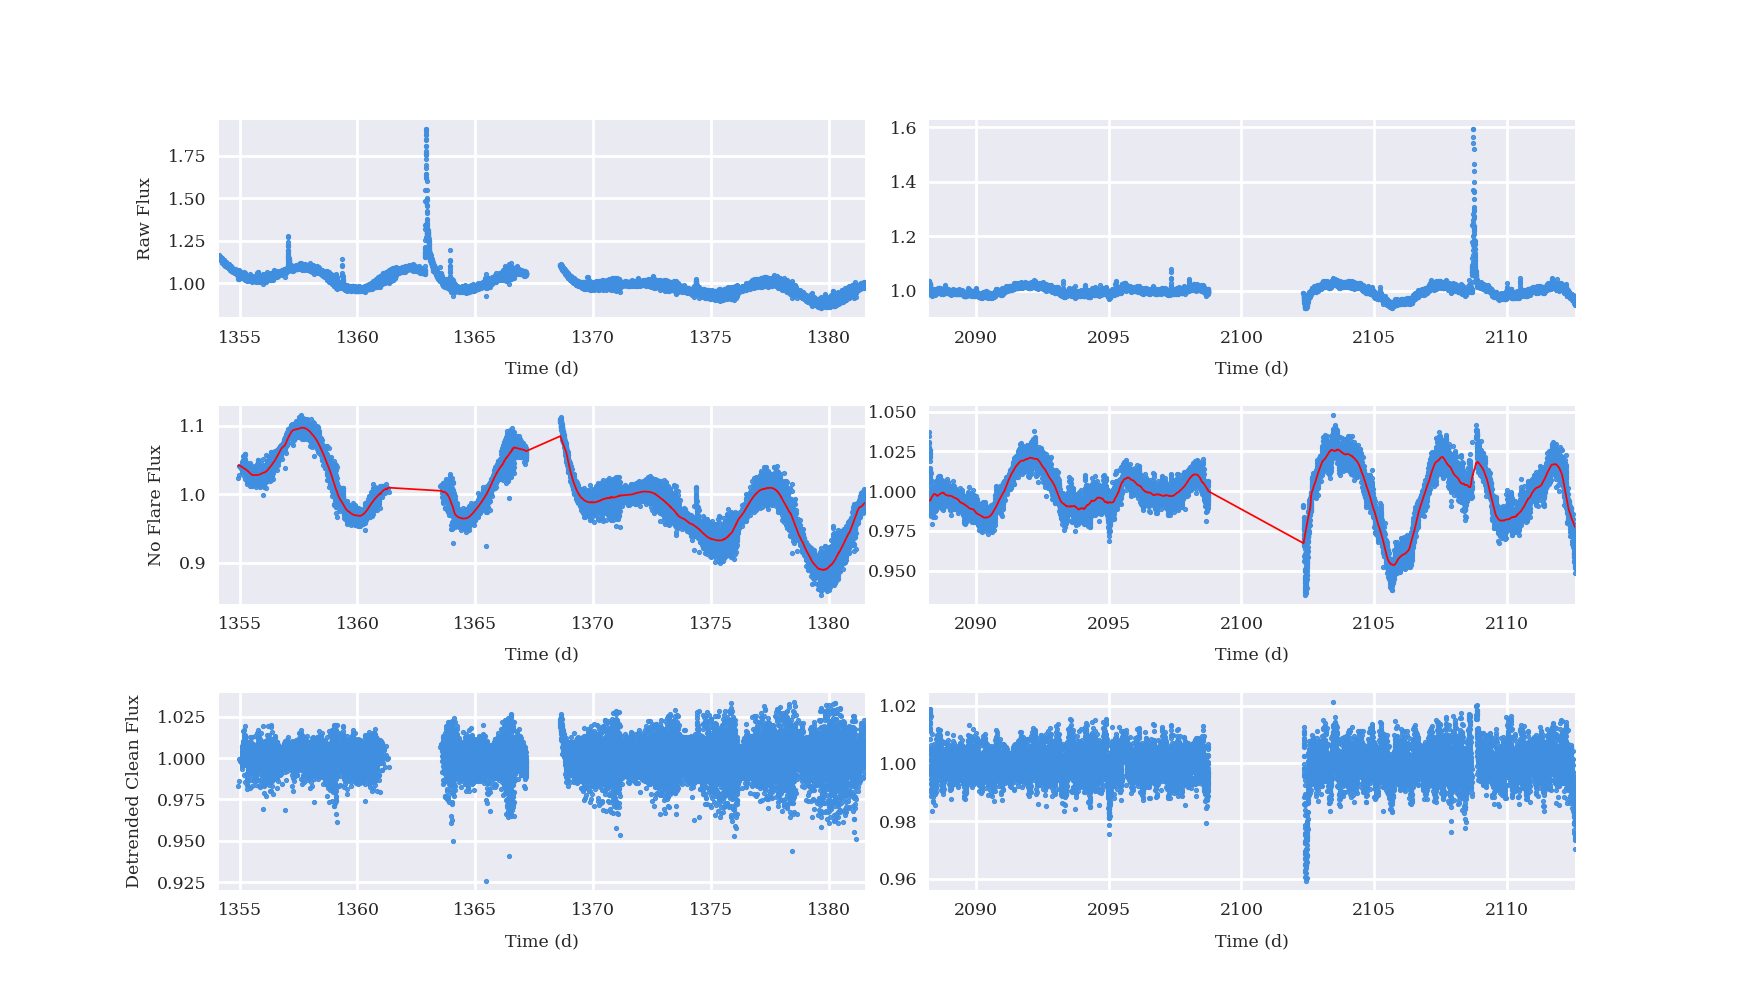 Raw Flux
1.75
1.50
1.25
1.00
1355 1360 1365 1370 1375 1380
Time (d)
1.6
1.4
1.2
1.0
2090 2095 2100 2105 2110
Time (d)
No Flare Flux
1.1
1.0
0.9
1355 1360 1365 1370 1375 1380
Time (d)
1.050
1.025
1.000
0.975
0.950
2090 2095 2100 2105 2110
Time (d)
Detrended Clean Flux
1.025
1.000
0.975
0.950
0.925
1355 1360 1365 1370 1375 1380
Time (d)
1.02
1.00
0.98
0.96
2090 2095 2100 2105 2110
Time (d)